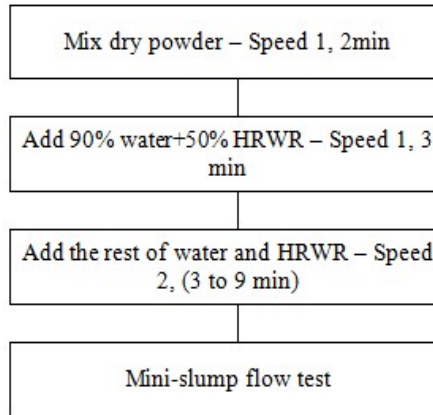 Mix dry powder – Speed 1, 2min
Add 90% water+50% HRWR – Speed 1, 3
min
Add the rest of water and HRWR – Speed
2, (3 to 9 min)
Mini-slump flow test